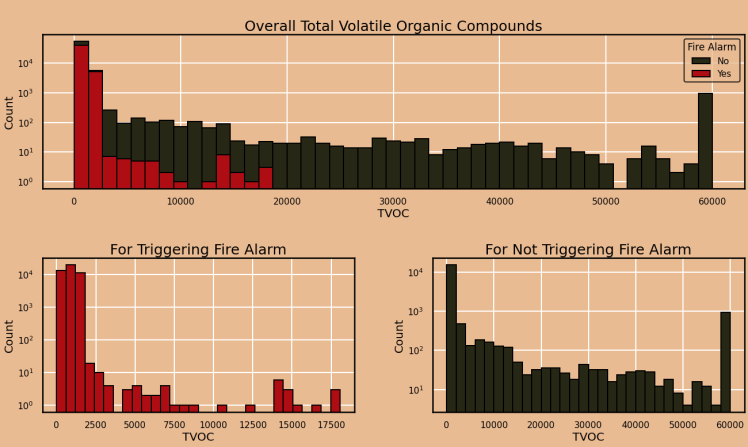 Overall Total Volatile Organic Compounds
Fire Alarm
No
Yes
Count
10⁴
10³
10²
10¹
10⁰
0 10000 20000 30000 40000 50000 60000
TVOC
For Triggering Fire Alarm
Count
10⁴
10³
10²
10¹
10⁰
0 2500 5000 7500 10000 12500 15000 17500
TVOC
For Not Triggering Fire Alarm
Count
10⁴
10³
10²
10¹
0 10000 20000 30000 40000 50000 60000
TVOC